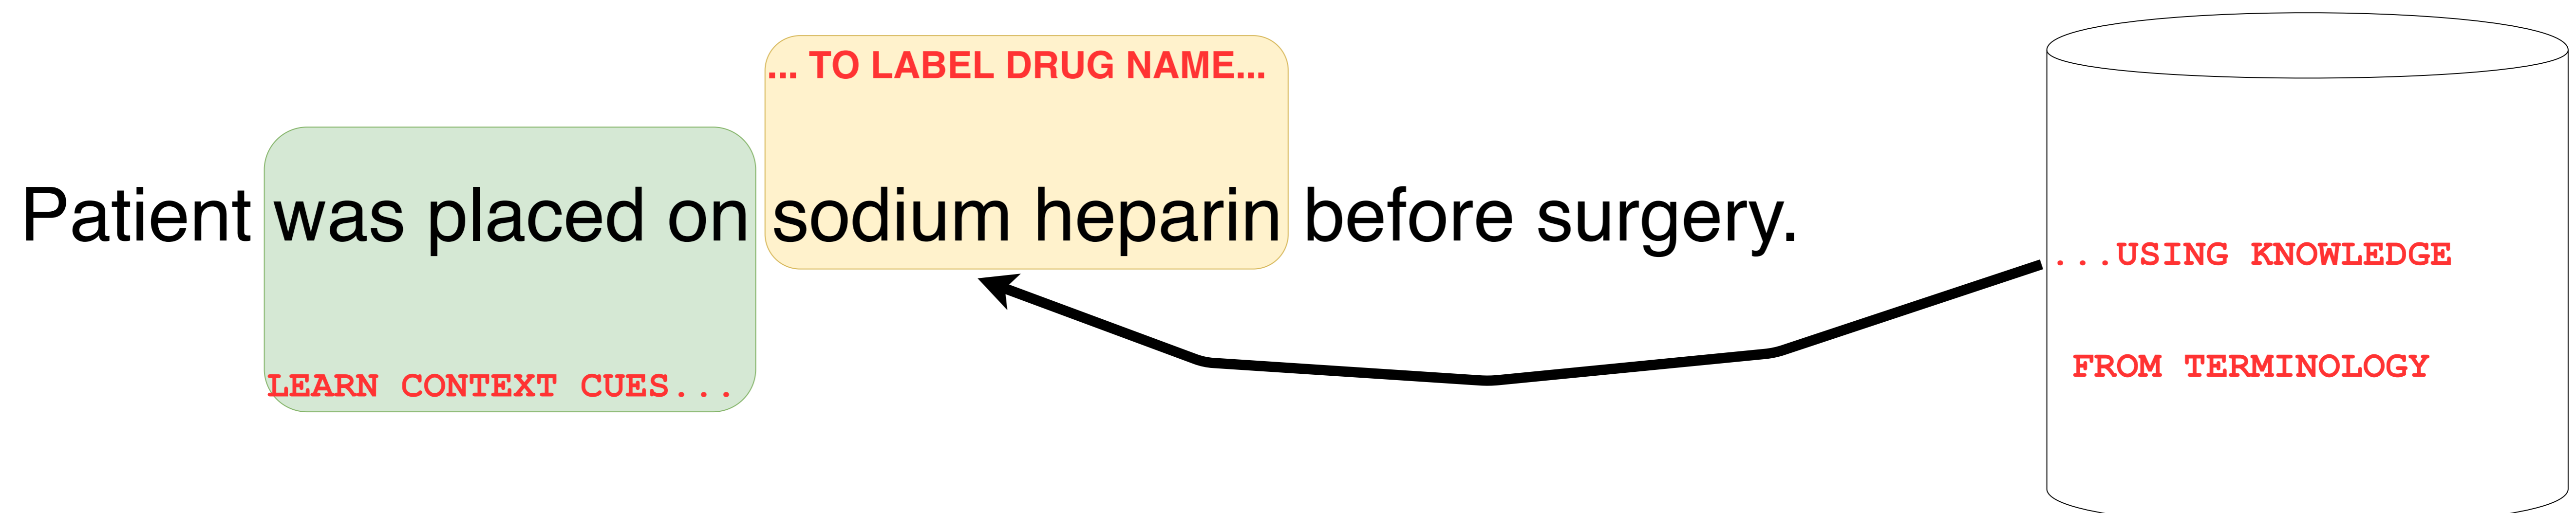 ... TO LABEL DRUG NAME...
Patient was placed on sodium heparin before surgery.
LEARN CONTEXT CUES...
...USING KNOWLEDGE
FROM TERMINOLOGY